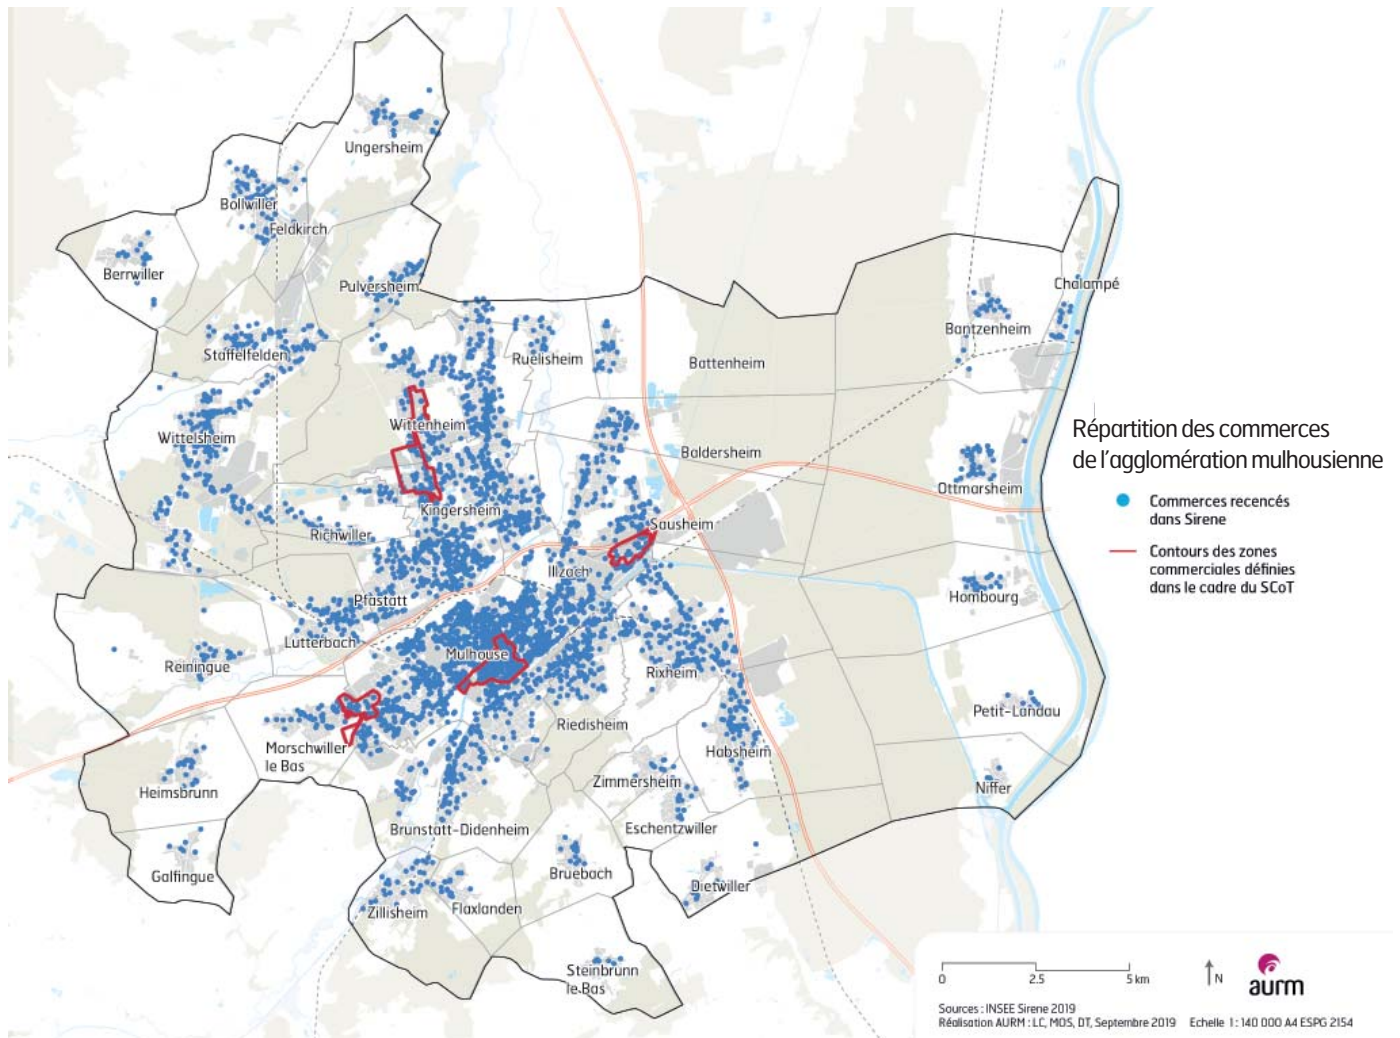 Ungersheim
Bollwiller
Feldkirch
Berrwiller
Pulversheim
Chalampé
Bantzenheim
Staffelfelden
Ruelisheim
Battenheim
Wittenheim
Wittelsheim
Baldersheim
Ottmarsheim
Kingersheim
Sausheim
Richwiller
Illzach
Pfastatt
Hombourg
Lutterbach
Mulhouse
Reiningue
Rixheim
Petit-Landau
Riedisheim
Morschwiller
le Bas
Habsheim
Zimmersheim
Niffer
Heimsbrunn
Eschentzwiller
Brunstatt-Didenheim
Galfingue
Bruebach
Dietwiller
Zillisheim
Flaxlanden
Steinbrunn
le-Bas
Répartition des commerces
de l'agglomération mulhousienne
Commerces recencés
dans Sirene
Contours des zones
commerciales définies
dans le cadre du SCoT
0 2.5 5 km
N
aurm
Sources : INSEE Sirene 2019
Réalisation AURM : LC, MOS, DT, Septembre 2019 Echelle 1 : 140 000 A4 ESPG 2154